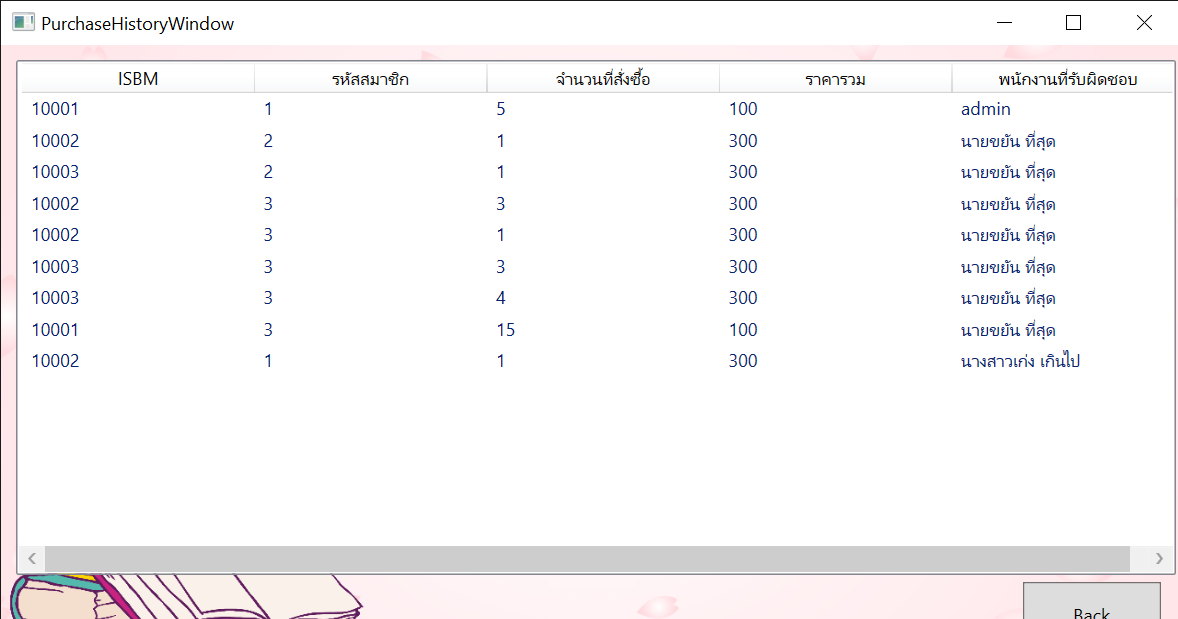 PurchaseHistoryWindow
ISBM รหัสสมาชิก จำนวนที่สั่งซื้อ ราคารวม พนักงานที่รับผิดชอบ
10001 1 5 100 admin
10002 2 1 300 นายขยัน ที่สุด
10003 2 1 300 นายขยัน ที่สุด
10002 3 3 300 นายขยัน ที่สุด
10002 3 1 300 นายขยัน ที่สุด
10003 3 3 300 นายขยัน ที่สุด
10003 3 4 300 นายขยัน ที่สุด
10001 3 15 100 นายขยัน ที่สุด
10002 1 1 300 นางสาวเก่ง เกินไป
Back